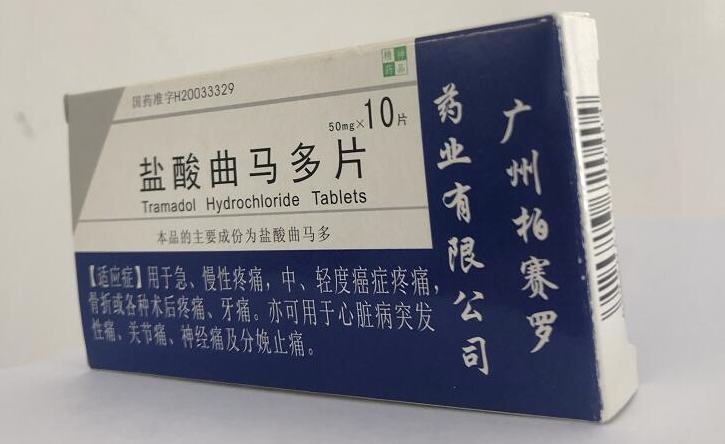 国药准字H20033329
精神
药品
50mg×10片
盐酸曲马多片
Tramadol Hydrochloride Tablets
本品的主要成份为盐酸曲马多
【适应症】用于急、慢性疼痛，中、轻度癌症疼痛，
骨折或各种术后疼痛、牙痛。亦可用于心脏病突发
性痛、关节痛、神经痛及分娩止痛。
广州柏赛罗
药业有限公司